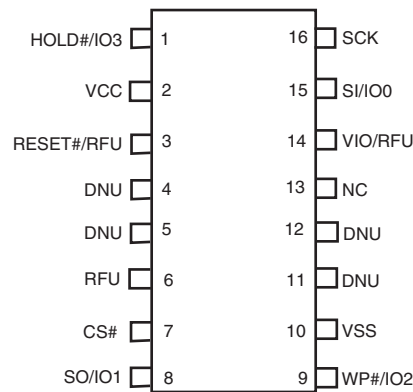 HOLD#/IO3 1 16 SCK
VCC 2 15 SI/IO0
RESET#/RFU 3 14 VIO/RFU
DNU 4 13 NC
DNU 5 12 DNU
RFU 6 11 DNU
CS# 7 10 VSS
SO/IO1 8 9 WP#/IO2